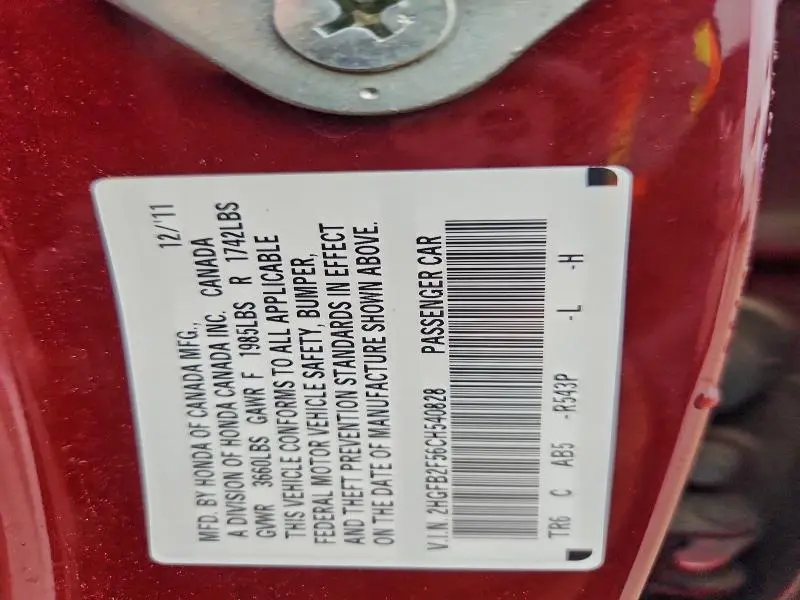 12/'11
MFD. BY HONDA OF CANADA MFG.,
A DIVISION OF HONDA CANADA INC. CANADA
GVWR 3660LBS GAWR F 1985LBS R 1742LBS
THIS VEHICLE CONFORMS TO ALL APPLICABLE
FEDERAL MOTOR VEHICLE SAFETY, BUMPER,
AND THEFT PREVENTION STANDARDS IN EFFECT
ON THE DATE OF MANUFACTURE SHOWN ABOVE.
V.I.N. 2HGFB2F56CH540828 PASSENGER CAR
TR6 C AB5 -R543P -L -H